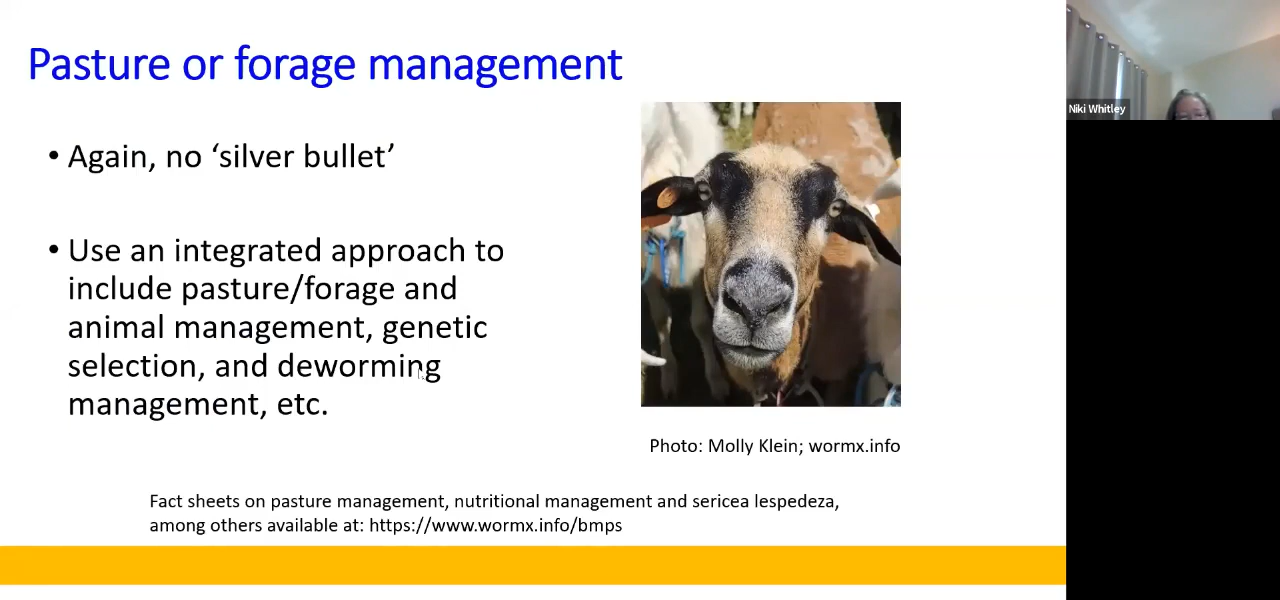 Pasture or forage management
• Again, no ‘silver bullet’
• Use an integrated approach to
include pasture/forage and
animal management, genetic
selection, and deworming
management, etc.
Photo: Molly Klein; wormx.info
Fact sheets on pasture management, nutritional management and sericea lespedeza,
among others available at: https://www.wormx.info/bmps
Niki Whitley